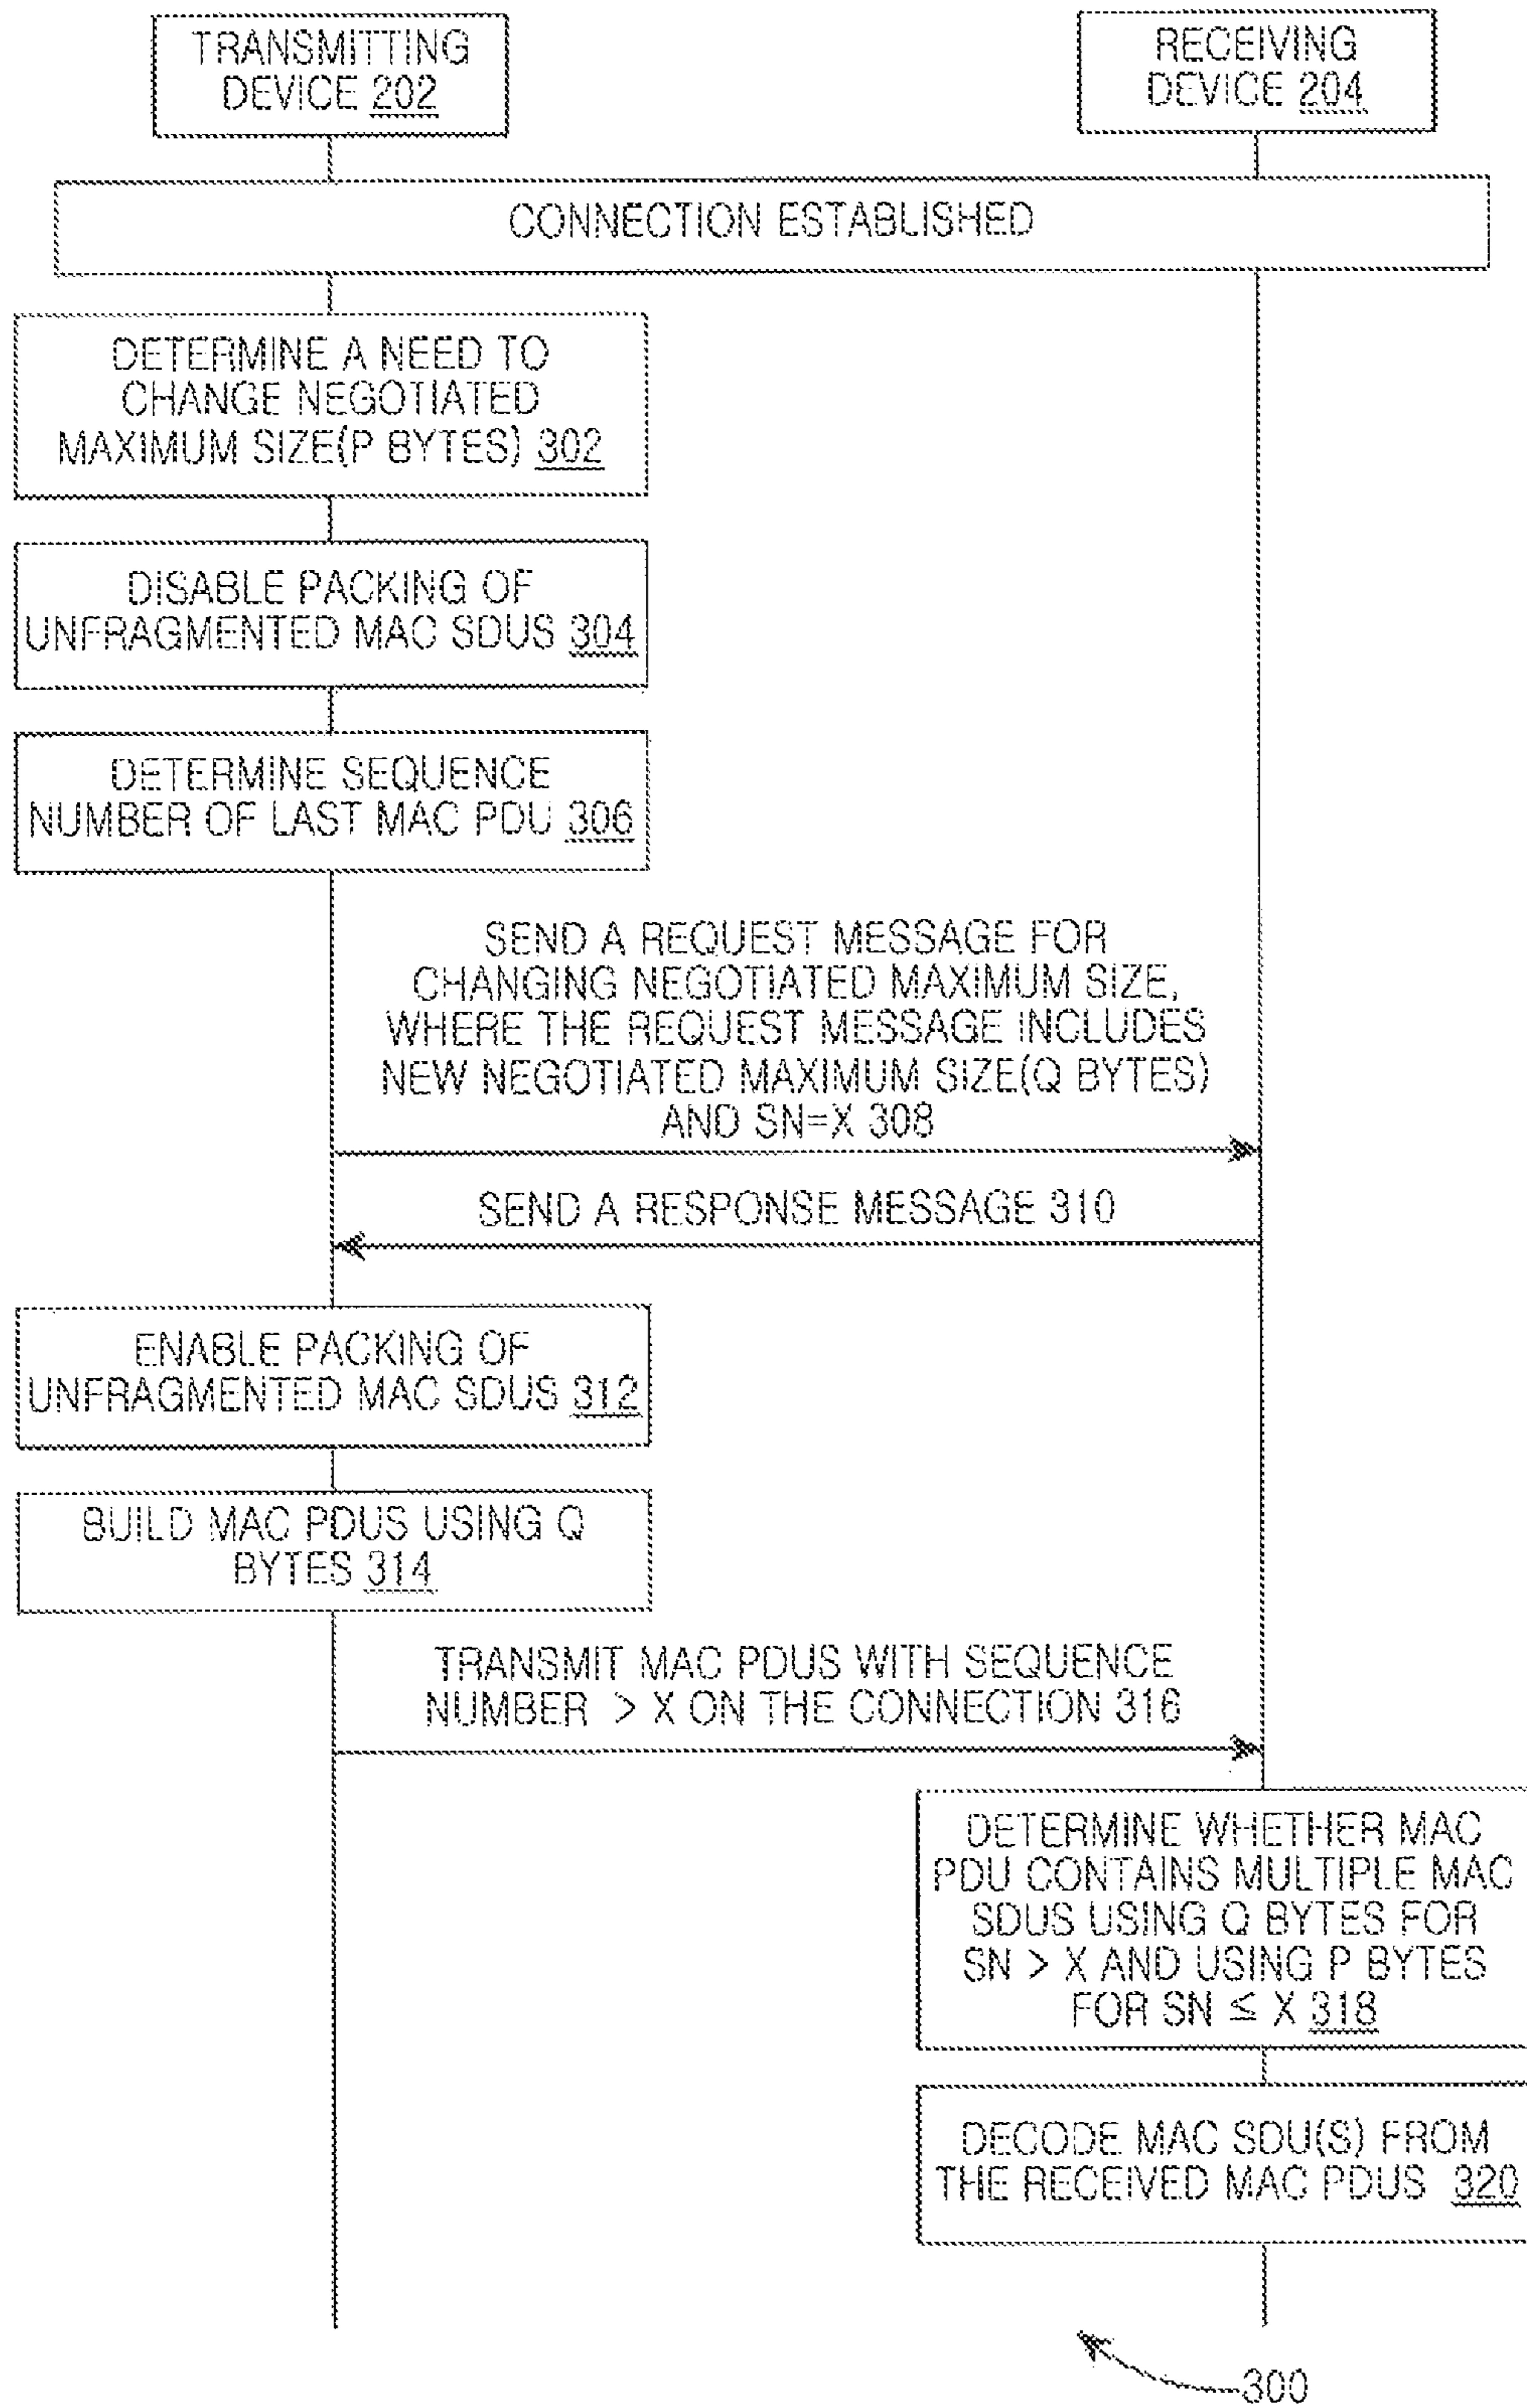 TRANSMITTING
DEVICE 202
RECEIVING
DEVICE 204
CONNECTION ESTABLISHED
DETERMINE A NEED TO
CHANGE NEGOTIATED
MAXIMUM SIZE(P BYTES) 302
DISABLE PACKING OF
UNFRAGMENTED MAC SDUS 304
DETERMINE SEQUENCE
NUMBER OF LAST MAC PDU 306
SEND A REQUEST MESSAGE FOR
CHANGING NEGOTIATED MAXIMUM SIZE,
WHERE THE REQUEST MESSAGE INCLUDES
NEW NEGOTIATED MAXIMUM SIZE(Q BYTES)
AND SN=X 308
SEND A RESPONSE MESSAGE 310
ENABLE PACKING OF
UNFRAGMENTED MAC SDUS 312
BUILD MAC PDUS USING Q
BYTES 314
TRANSMIT MAC PDUS WITH SEQUENCE
NUMBER > X ON THE CONNECTION 316
DETERMINE WHETHER MAC
PDU CONTAINS MULTIPLE MAC
SDUS USING Q BYTES FOR
SN > X AND USING P BYTES
FOR SN ≤ X 318
DECODE MAC SDU(S) FROM
THE RECEIVED MAC PDUS 320
300